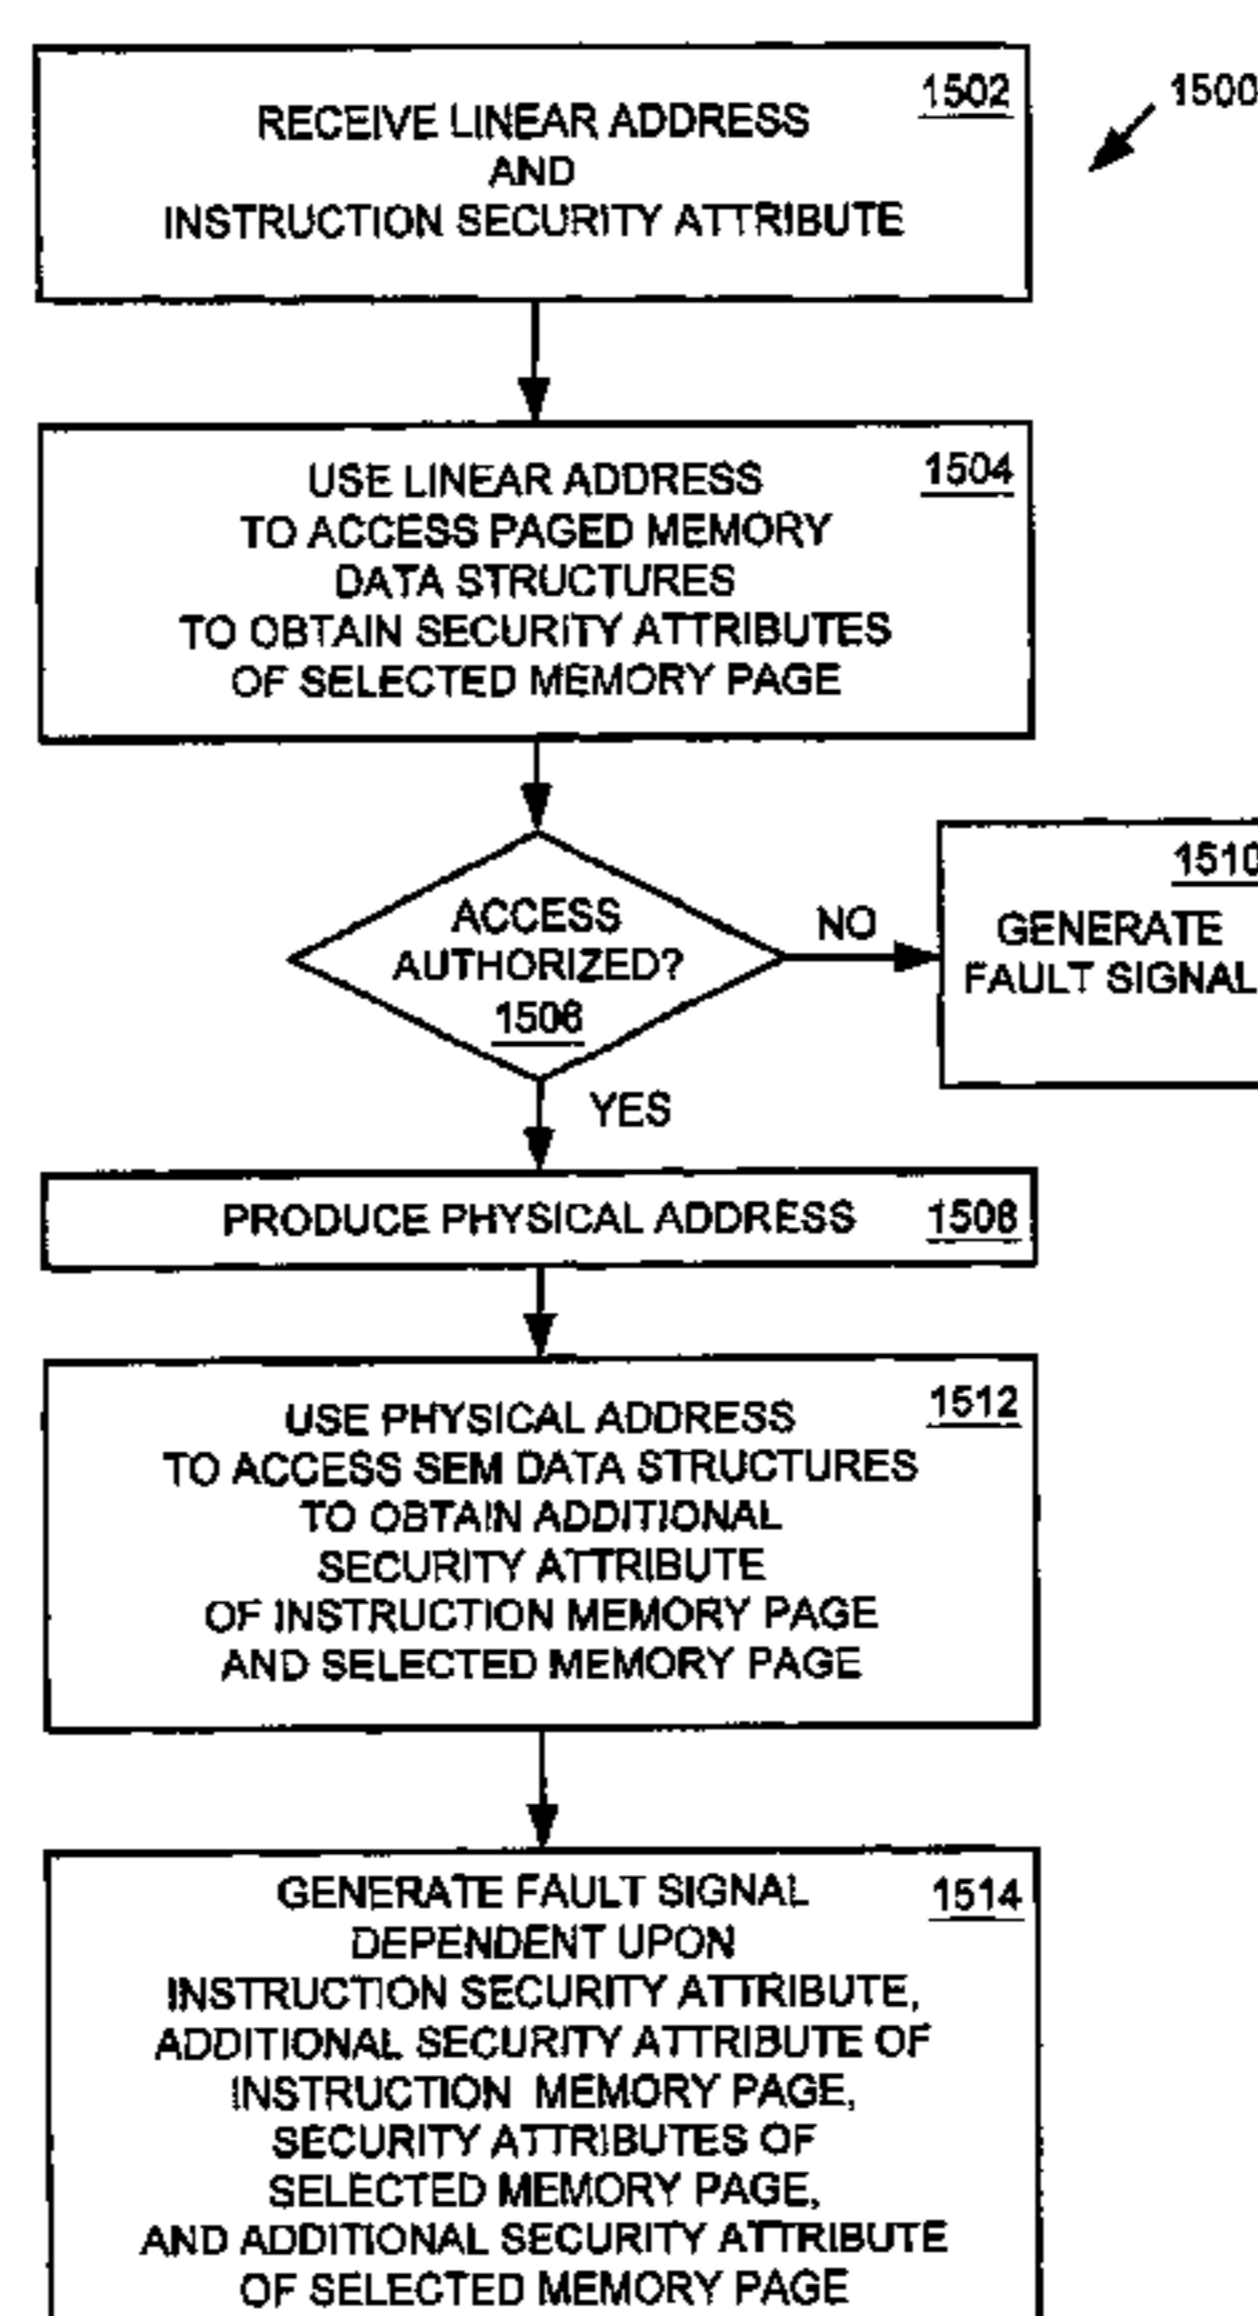 1502
RECEIVE LINEAR ADDRESS
AND
INSTRUCTION SECURITY ATTRIBUTE
1500
1504
USE LINEAR ADDRESS
TO ACCESS PAGED MEMORY
DATA STRUCTURES
TO OBTAIN SECURITY ATTRIBUTES
OF SELECTED MEMORY PAGE
ACCESS
AUTHORIZED?
1506
NO
1510
GENERATE
FAULT SIGNAL
YES
PRODUCE PHYSICAL ADDRESS 1508
1512
USE PHYSICAL ADDRESS
TO ACCESS SEM DATA STRUCTURES
TO OBTAIN ADDITIONAL
SECURITY ATTRIBUTE
OF INSTRUCTION MEMORY PAGE
AND SELECTED MEMORY PAGE
1514
GENERATE FAULT SIGNAL
DEPENDENT UPON
INSTRUCTION SECURITY ATTRIBUTE,
ADDITIONAL SECURITY ATTRIBUTE OF
INSTRUCTION MEMORY PAGE,
SECURITY ATTRIBUTES OF
SELECTED MEMORY PAGE,
AND ADDITIONAL SECURITY ATTRIBUTE
OF SELECTED MEMORY PAGE